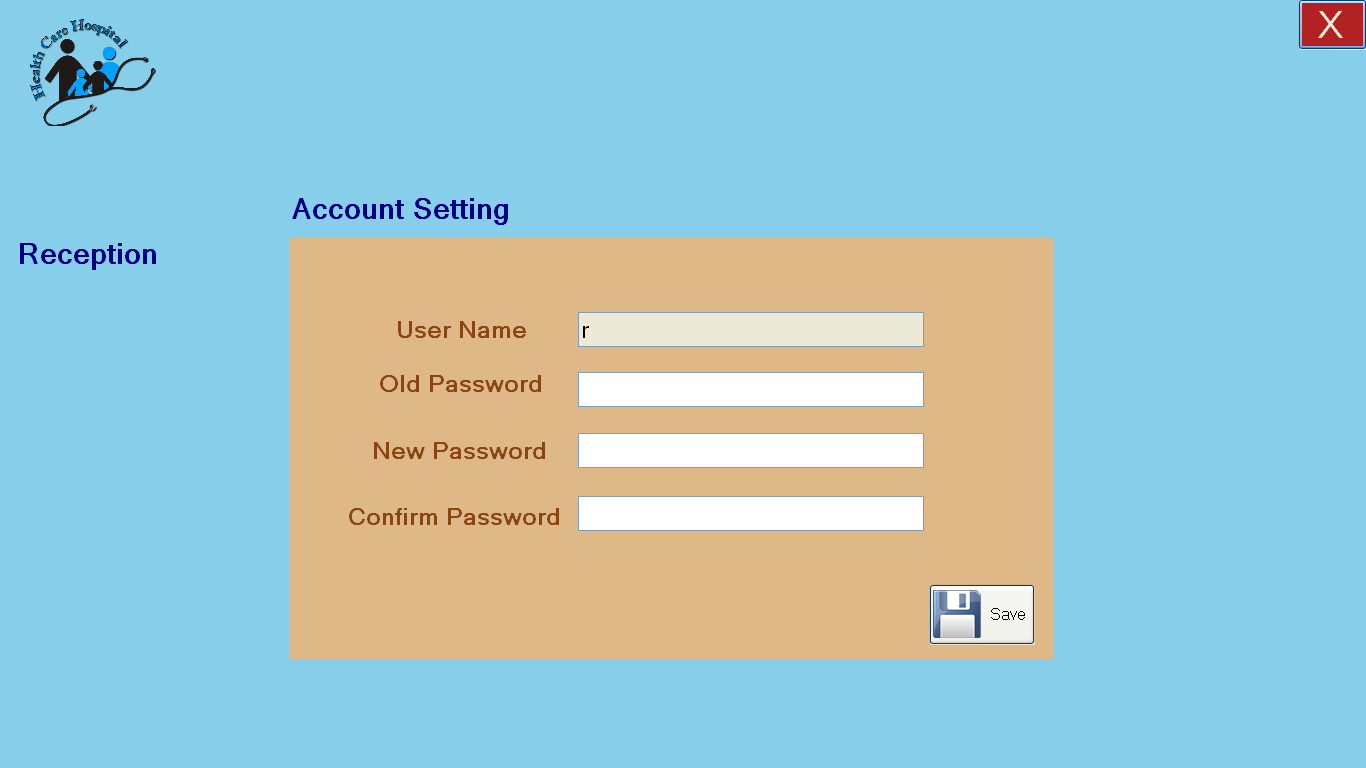 Health Care Hospital
X
Account Setting
Reception
User Name
r
Old Password
New Password
Confirm Password
Save